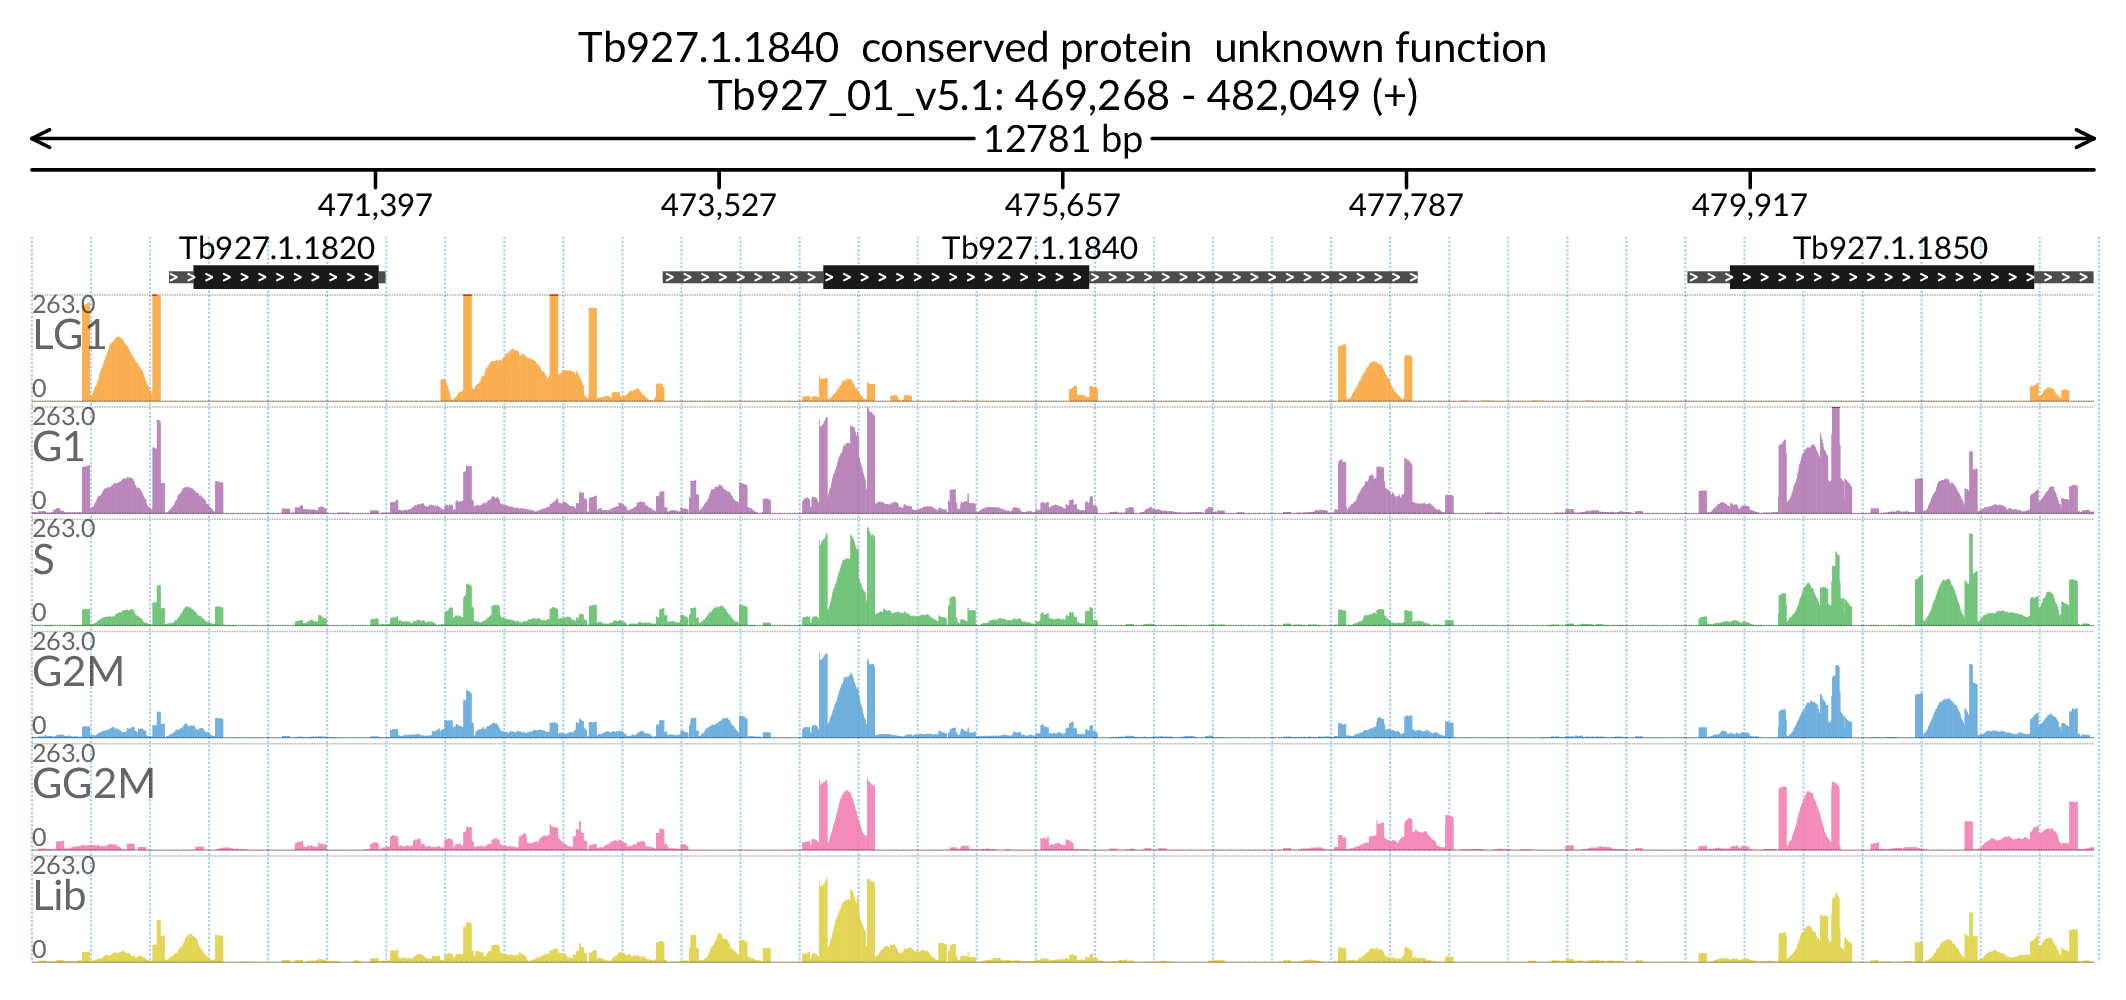 Tb927.1.1840  conserved protein  unknown function
Tb927_01_v5.1: 469,268 - 482,049 (+)
12781 bp
471,397 473,527 475,657 477,787 479,917
Tb927.1.1820 Tb927.1.1840 Tb927.1.1850
263.0
LG1
0
263.0
G1
0
263.0
S
0
263.0
G2M
0
263.0
GG2M
0
263.0
Lib
0